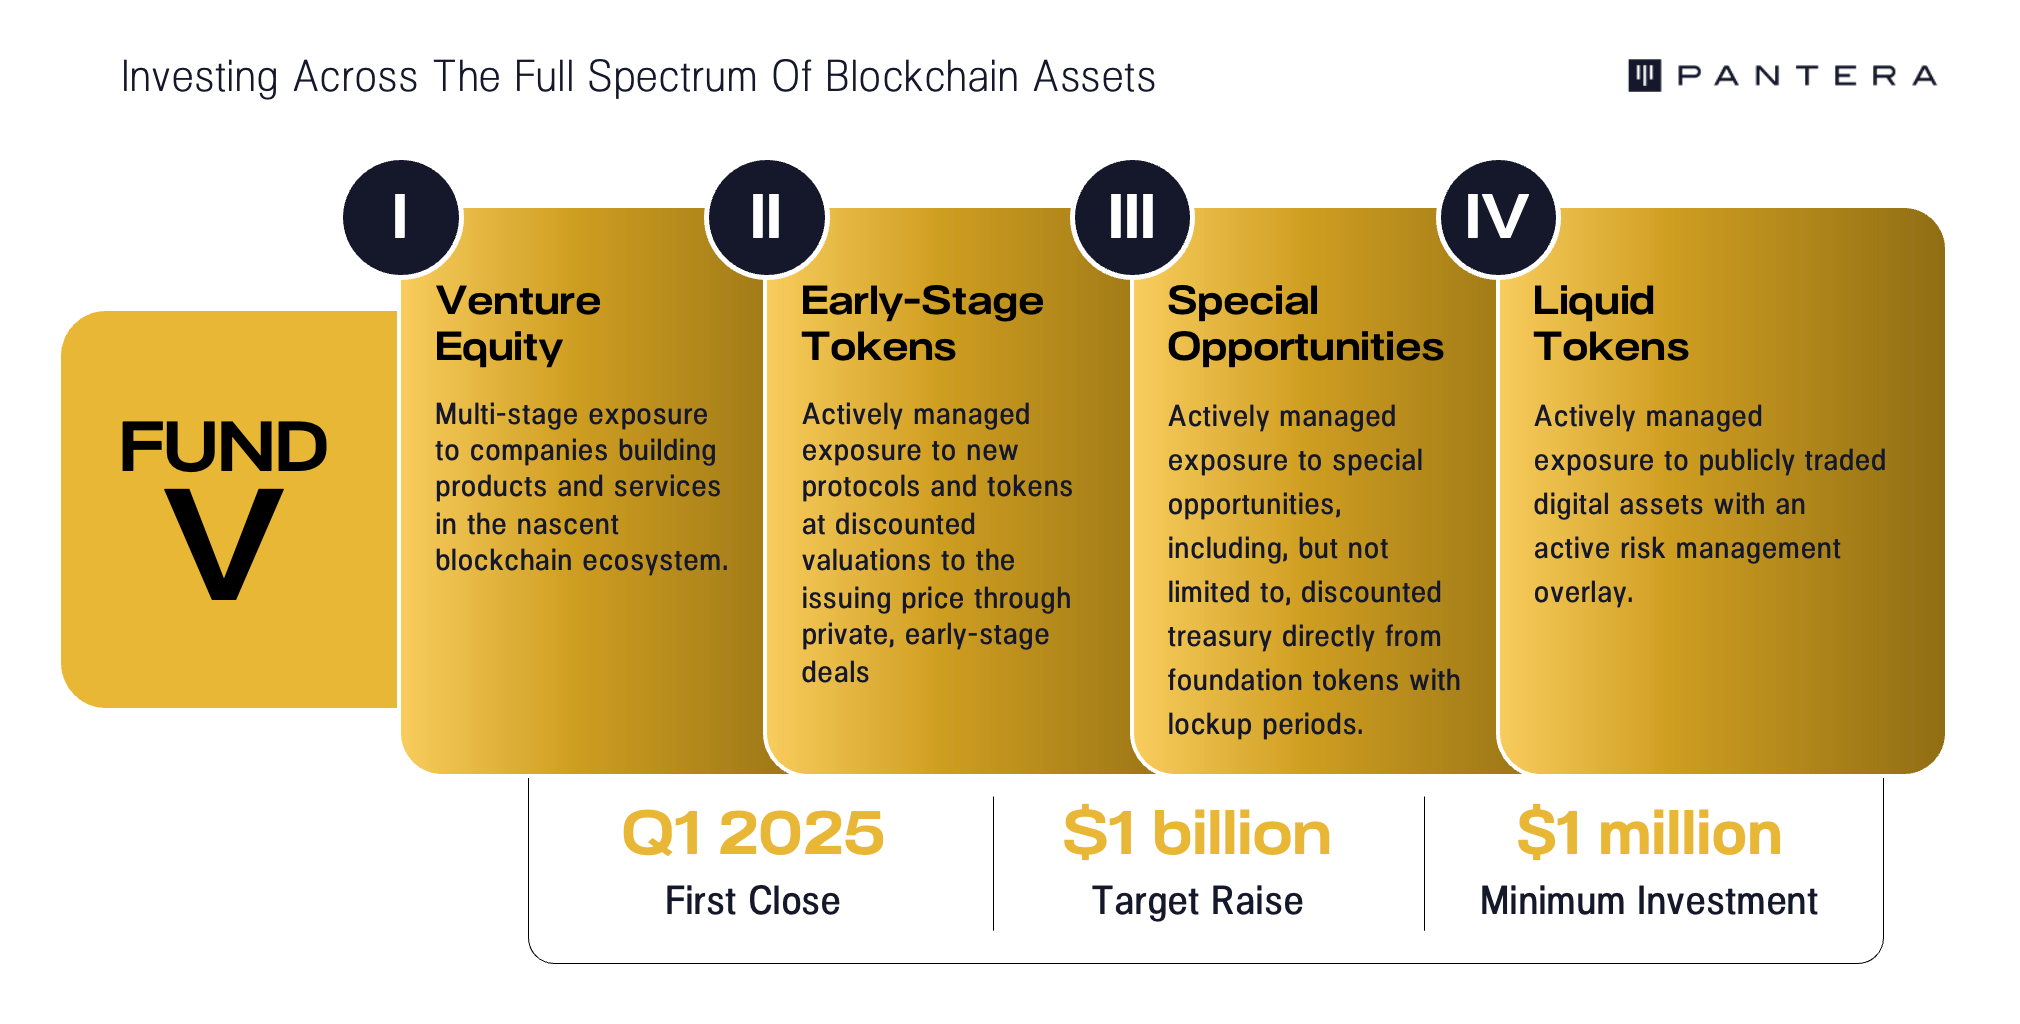 Investing Across The Full Spectrum Of Blockchain Assets
PANTERA
FUND
V
I
Venture
Equity
Multi-stage exposure
to companies building
products and services
in the nascent
blockchain ecosystem.
II
Early-Stage
Tokens
Actively managed
exposure to new
protocols and tokens
at discounted
valuations to the
issuing price through
private, early-stage
deals
III
Special
Opportunities
Actively managed
exposure to special
opportunities,
including, but not
limited to, discounted
treasury directly from
foundation tokens with
lockup periods.
IV
Liquid
Tokens
Actively managed
exposure to publicly traded
digital assets with an
active risk management
overlay.
Q1 2025
First Close
$1 billion
Target Raise
$1 million
Minimum Investment